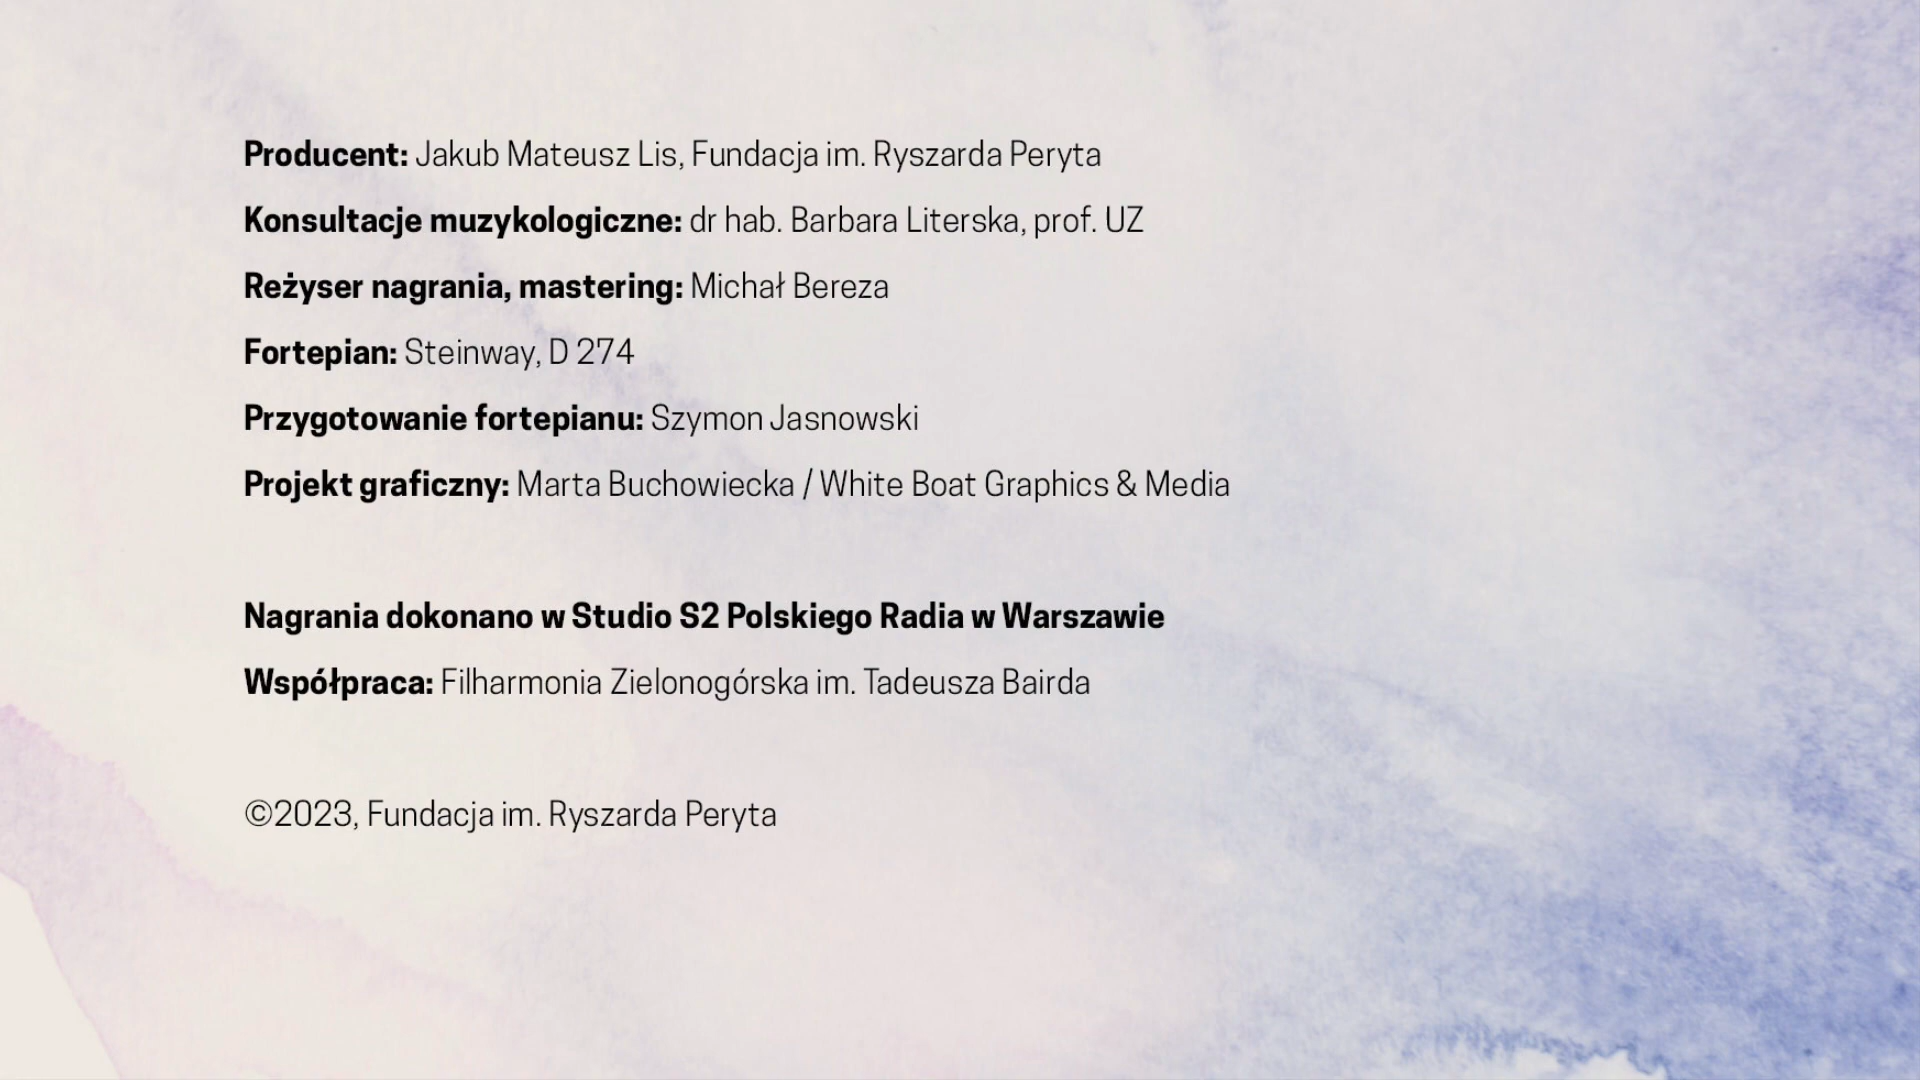 Producent: Jakub Mateusz Lis, Fundacja im. Ryszarda Peryta
Konsultacje muzykologiczne: dr hab. Barbara Literska, prof. UZ
Reżyser nagrania, mastering: Michał Bereza
Fortepian: Steinway, D 274
Przygotowanie fortepianu: Szymon Jasnowski
Projekt graficzny: Marta Buchowiecka / White Boat Graphics & Media
Nagrania dokonano w Studio S2 Polskiego Radia w Warszawie
Współpraca: Filharmonia Zielonogórska im. Tadeusza Bairda
©2023, Fundacja im. Ryszarda Peryta